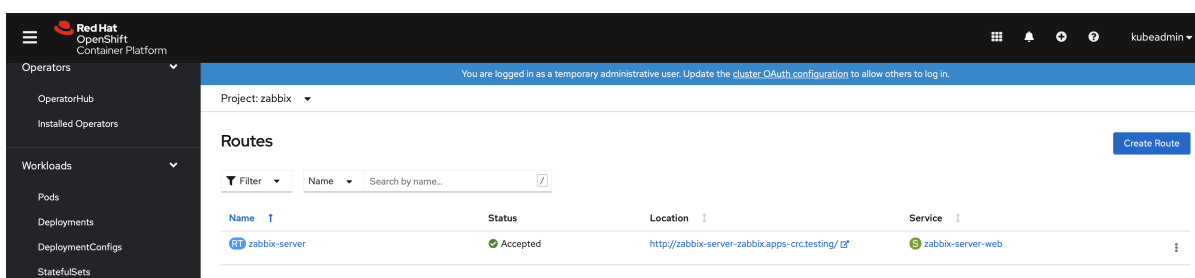 Red Hat
OpenShift
Container Platform
kubeadmin
Operators
You are logged in as a temporary administrative user. Update the cluster OAuth configuration to allow others to log in.
OperatorHub
Project: zabbix
Installed Operators
Routes
Create Route
Workloads
Filter
Name
Search by name...
/
Pods
Deployments
Name
Status
Location
Service
DeploymentConfigs
RT zabbix-server
Accepted
http://zabbix-server-zabbix.apps-crc.testing/
S zabbix-server-web
StatefulSets